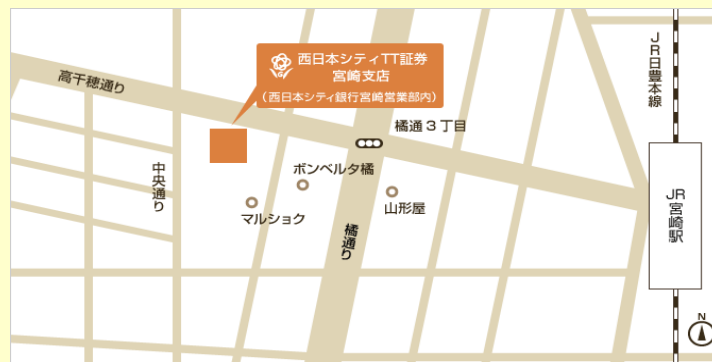 西日本シティTT証券
宮崎支店
(西日本シティ銀行宮崎営業部内)
高千穂通り
JR日豊本線
橘通3丁目
中央通り
ボンベルタ橘
マルショク
山形屋
橘通り
JR宮崎駅
N